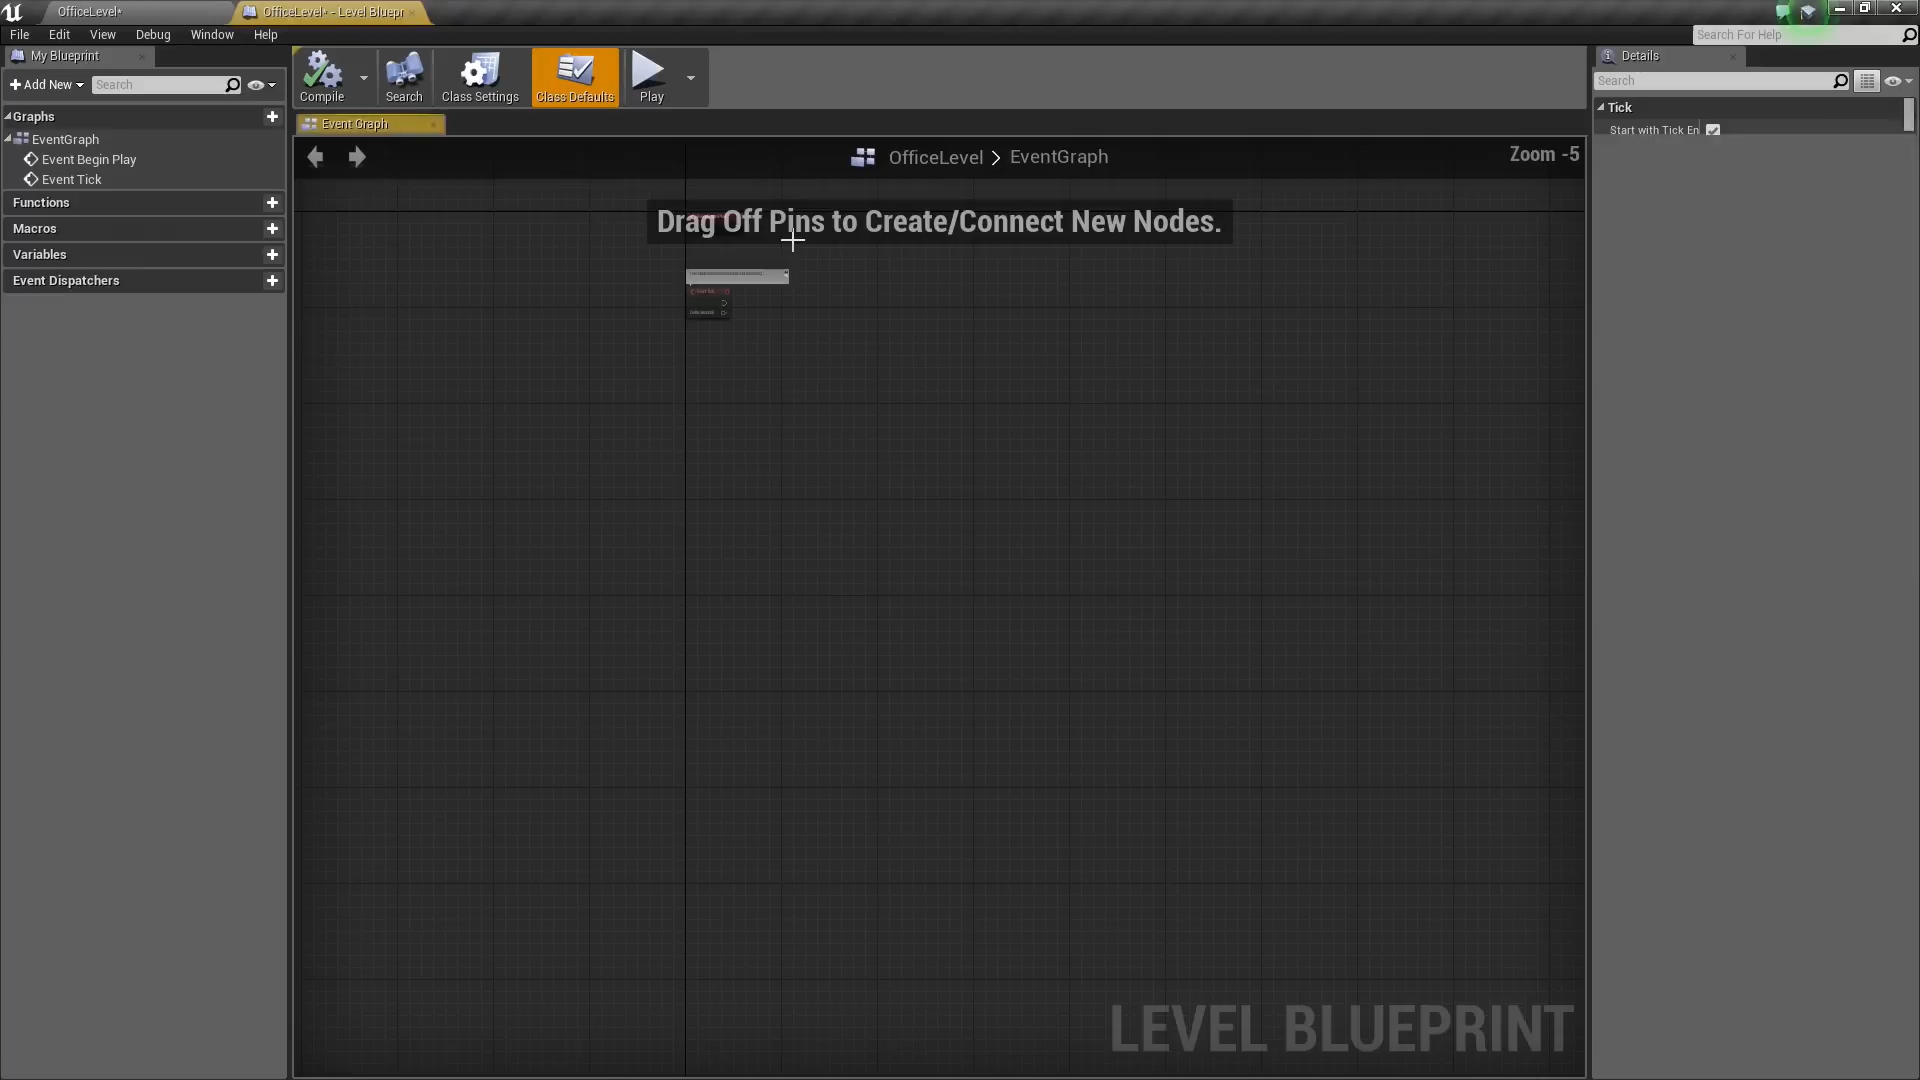 OfficeLevel*
OfficeLevel* - Level Bluepr
File Edit View Debug Window Help
Search For Help
My Blueprint
Add New
Search
Graphs
EventGraph
Event Begin Play
Event Tick
Functions
Macros
Variables
Event Dispatchers
Compile
Search
Class Settings
Class Defaults
Play
Event Graph
OfficeLevel > EventGraph
Zoom -5
Drag Off Pins to Create/Connect New Nodes.
LEVEL BLUEPRINT
Details
Search
Tick
Start with Tick En